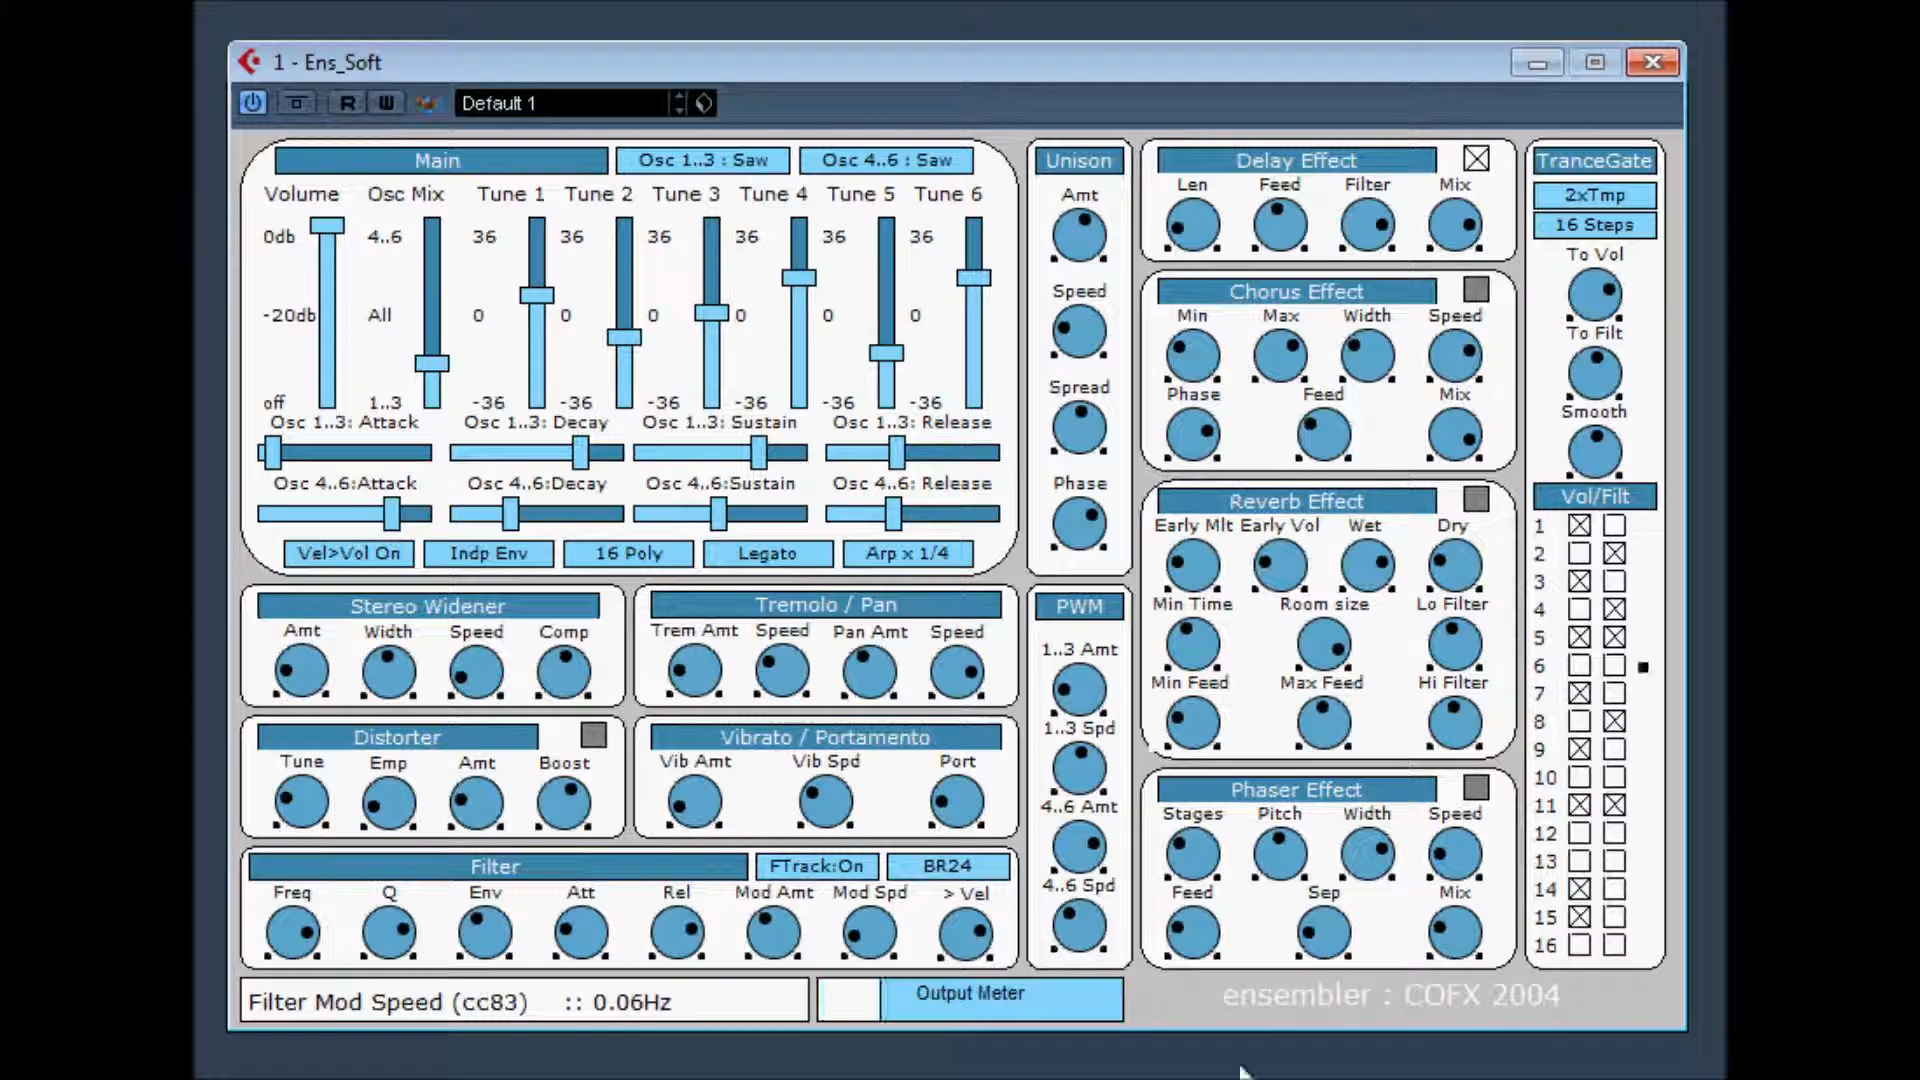 1 - Ens_Soft
R W Default 1
Main Osc 1..3 : Saw Osc 4..6 : Saw
Volume Osc Mix Tune 1 Tune 2 Tune 3 Tune 4 Tune 5 Tune 6
0db 4..6 36 36 36 36 36 36
-20db All 0 0 0 0 0 0
off 1..3 -36 -36 -36 -36 -36 -36
Osc 1..3: Attack Osc 1..3: Decay Osc 1..3: Sustain Osc 1..3: Release
Osc 4..6:Attack Osc 4..6:Decay Osc 4..6:Sustain Osc 4..6: Release
Vel>Vol On Indp Env 16 Poly Legato Arp x 1/4
Unison
Amt
Speed
Spread
Phase
Stereo Widener
Amt Width Speed Comp
Tremolo / Pan
Trem Amt Speed Pan Amt Speed
Distorter
Tune Emp Amt Boost
Vibrato / Portamento
Vib Amt Vib Spd Port
Filter FTrack:On BR24
Freq Q Env Att Rel Mod Amt Mod Spd > Vel
PWM
1..3 Amt
1..3 Spd
4..6 Amt
4..6 Spd
Delay Effect
Len Feed Filter Mix
Chorus Effect
Min Max Width Speed
Phase Feed Mix
Reverb Effect
Early Mlt Early Vol Wet Dry
Min Time Room size Lo Filter
Min Feed Max Feed Hi Filter
Phaser Effect
Stages Pitch Width Speed
Feed Sep Mix
TranceGate
2xTmp
16 Steps
To Vol
To Filt
Smooth
Vol/Filt
1
2
3
4
5
6
7
8
9
10
11
12
13
14
15
16
Filter Mod Speed (cc83) :: 0.06Hz
Output Meter
ensembler : COFX 2004